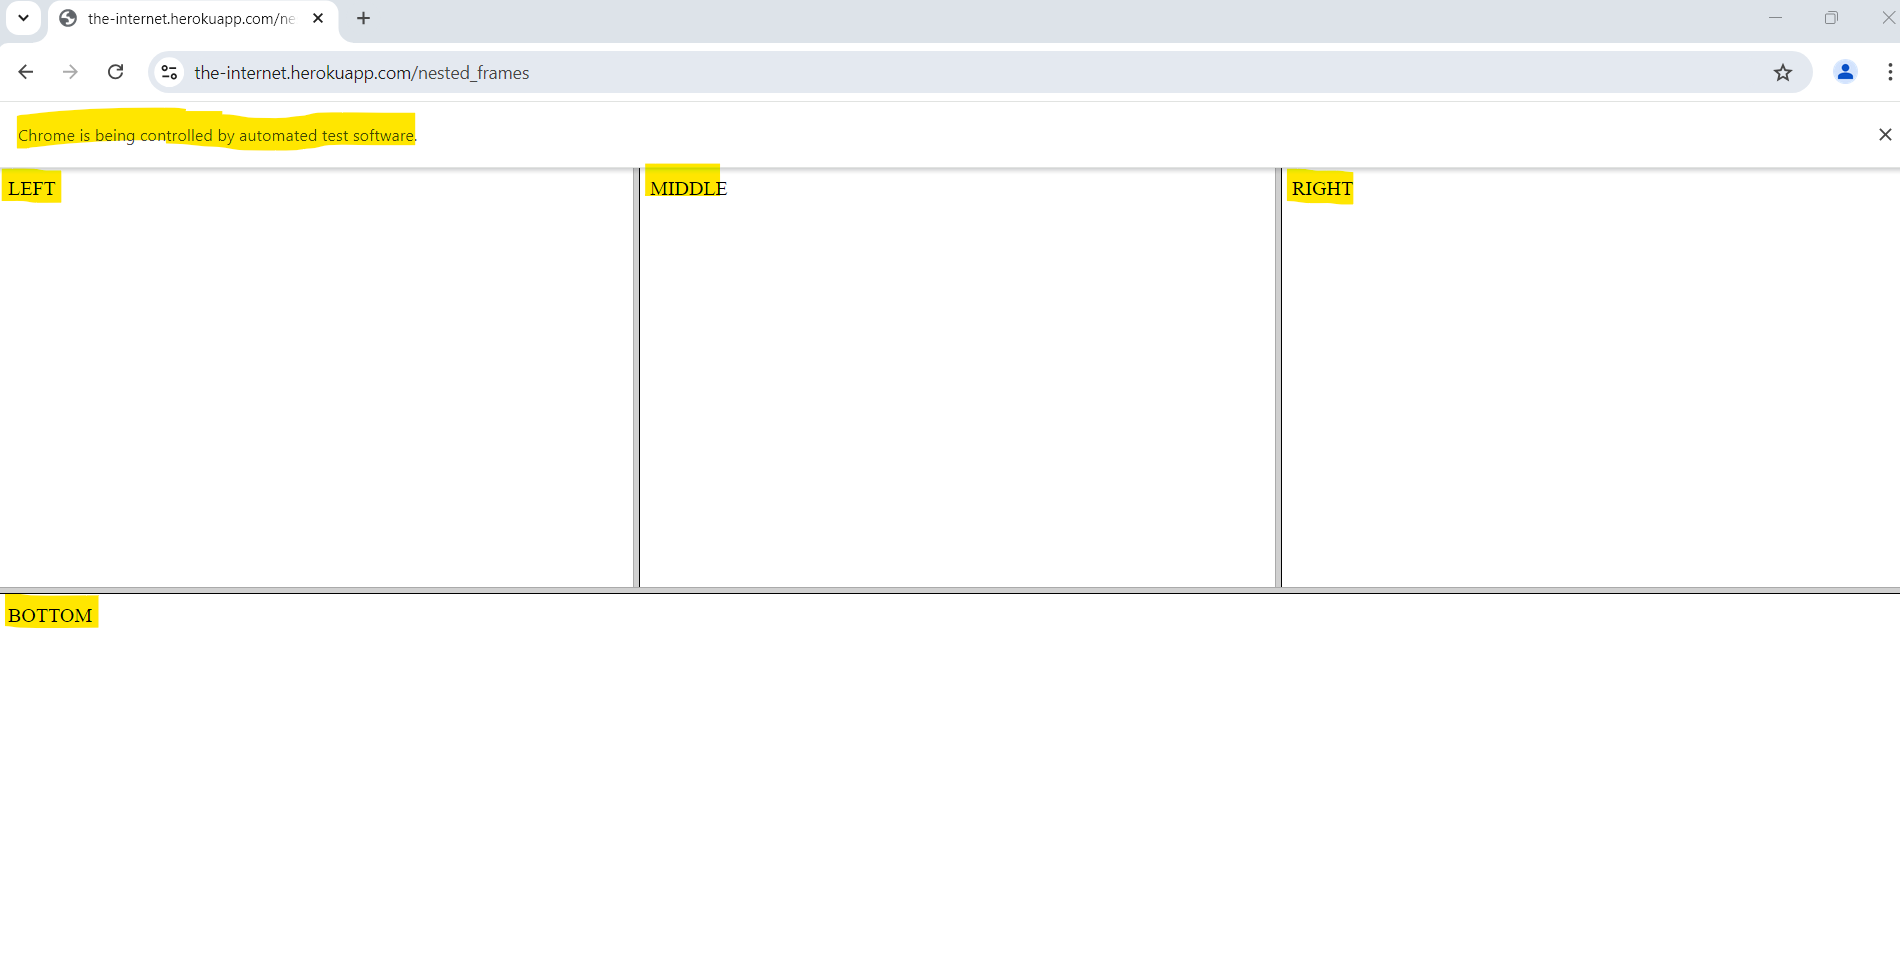 the-internet.herokuapp.com/ne
the-internet.herokuapp.com/nested_frames
Chrome is being controlled by automated test software.
LEFT
MIDDLE
RIGHT
BOTTOM